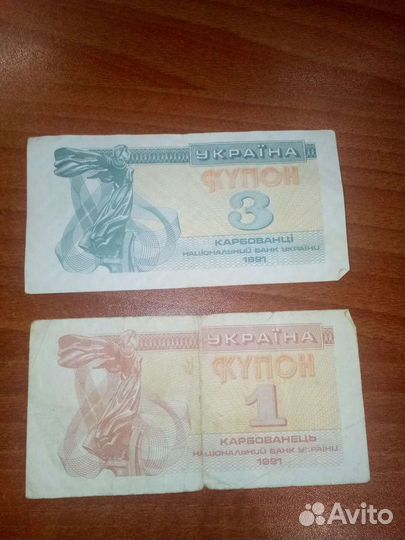 УКРАЇНА
КУПОН
3
КАРБОВАНЦІ
НАЦІОНАЛЬНИЙ БАНК УКРАЇНИ
1991
УКРАЇНА
КУПОН
1
КАРБОВАНЕЦЬ
НАЦІОНАЛЬНИЙ БАНК УКРАЇНИ
1991
Avito